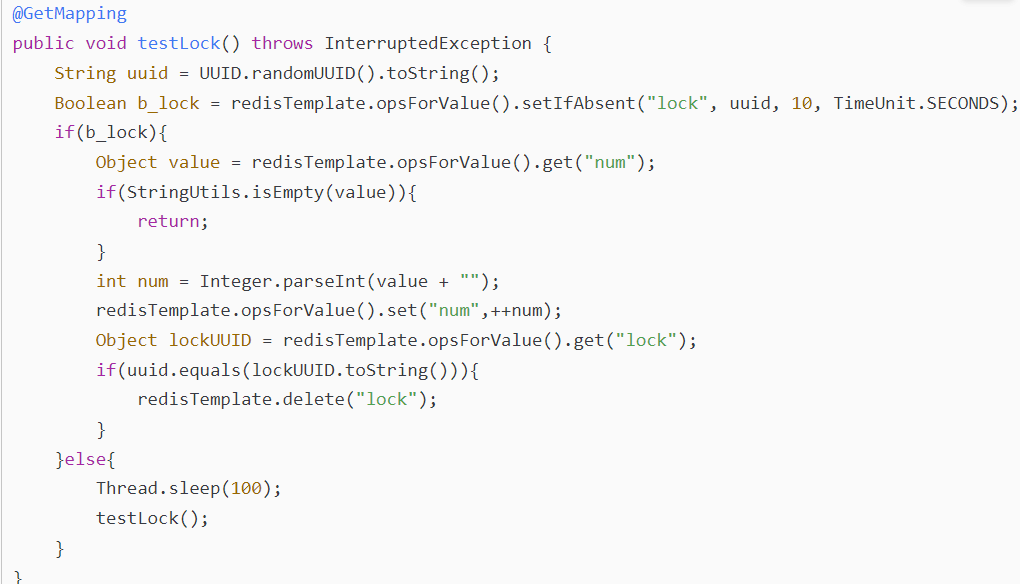 @GetMapping
public void testLock() throws InterruptedException {
    String uuid = UUID.randomUUID().toString();
    Boolean b_lock = redisTemplate.opsForValue().setIfAbsent("lock", uuid, 10, TimeUnit.SECONDS);
    if(b_lock){
        Object value = redisTemplate.opsForValue().get("num");
        if(StringUtils.isEmpty(value)){
            return;
        }
        int num = Integer.parseInt(value + "");
        redisTemplate.opsForValue().set("num",++num);
        Object lockUUID = redisTemplate.opsForValue().get("lock");
        if(uuid.equals(lockUUID.toString())){
            redisTemplate.delete("lock");
        }
    }else{
        Thread.sleep(100);
        testLock();
    }
}